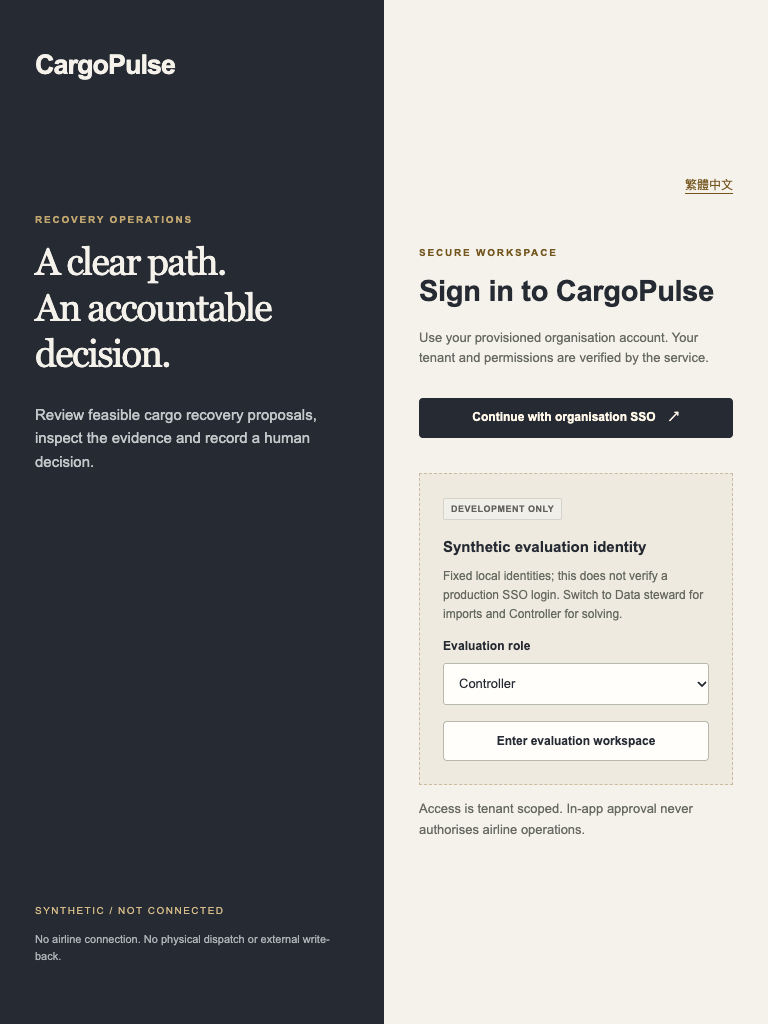 CargoPulse
RECOVERY OPERATIONS
A clear path.
An accountable
decision.
Review feasible cargo recovery proposals,
inspect the evidence and record a human
decision.
SYNTHETIC / NOT CONNECTED
No airline connection. No physical dispatch or external write-
back.
繁體中文
SECURE WORKSPACE
Sign in to CargoPulse
Use your provisioned organisation account. Your
tenant and permissions are verified by the service.
Continue with organisation SSO ↗
DEVELOPMENT ONLY
Synthetic evaluation identity
Fixed local identities; this does not verify a
production SSO login. Switch to Data steward for
imports and Controller for solving.
Evaluation role
Controller
Enter evaluation workspace
Access is tenant scoped. In-app approval never
authorises airline operations.